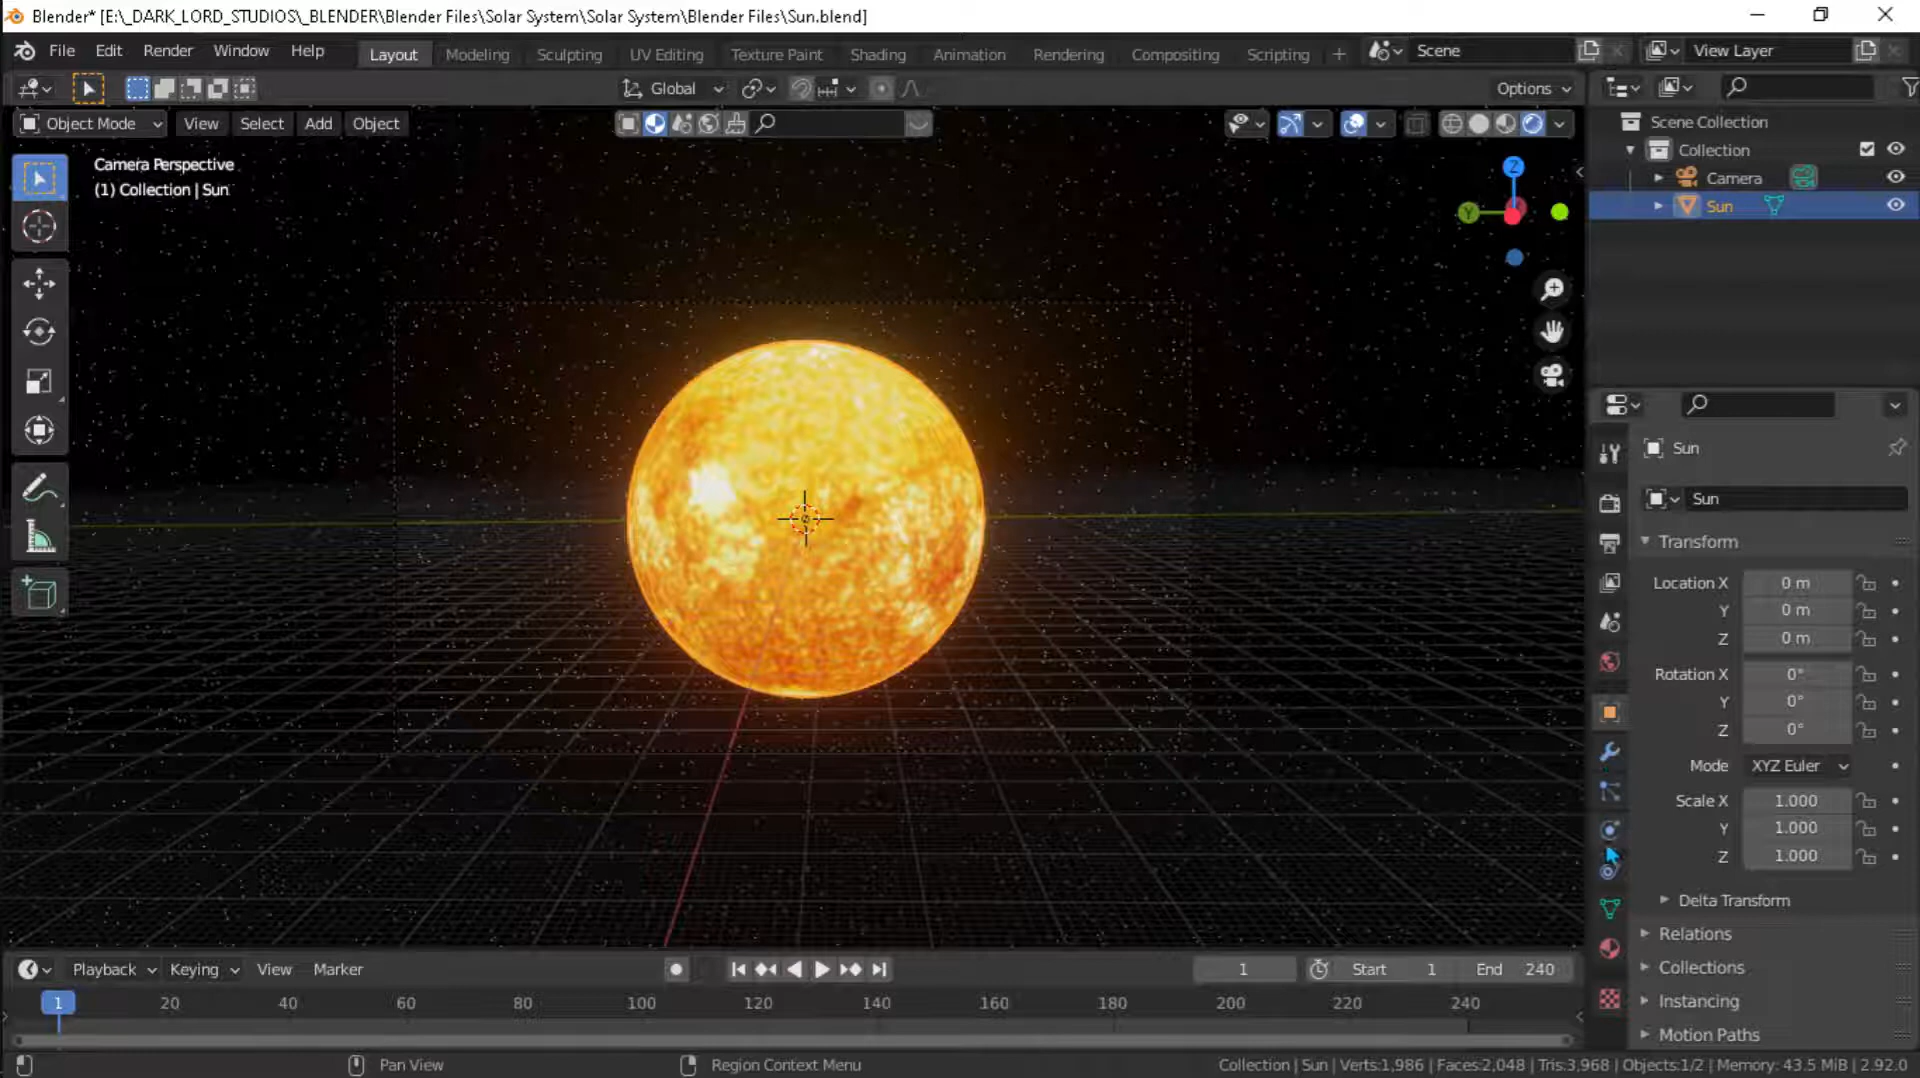 Blender* [E:\_DARK_LORD_STUDIOS\_BLENDER\Blender Files\Solar System\Solar System\Blender Files\Sun.blend]
File Edit Render Window Help Layout Modeling Sculpting UV Editing Texture Paint Shading Animation Rendering Compositing Scripting + Scene View Layer
Global Options
Object Mode View Select Add Object
Scene Collection
Collection
Camera
Sun
Camera Perspective
(1) Collection | Sun
Z
Y
Sun
Sun
Transform
Location X 0 m
Y 0 m
Z 0 m
Rotation X 0°
Y 0°
Z 0°
Mode XYZ Euler
Scale X 1.000
Y 1.000
Z 1.000
Delta Transform
Relations
Collections
Instancing
Motion Paths
Playback Keying View Marker 1 Start 1 End 240
1 20 40 60 80 100 120 140 160 180 200 220 240
Pan View Region Context Menu Collection | Sun | Verts:1,986 | Faces:2,048 | Tris:3,968 | Objects:1/2 | Memory: 43.5 MiB | 2.92.0